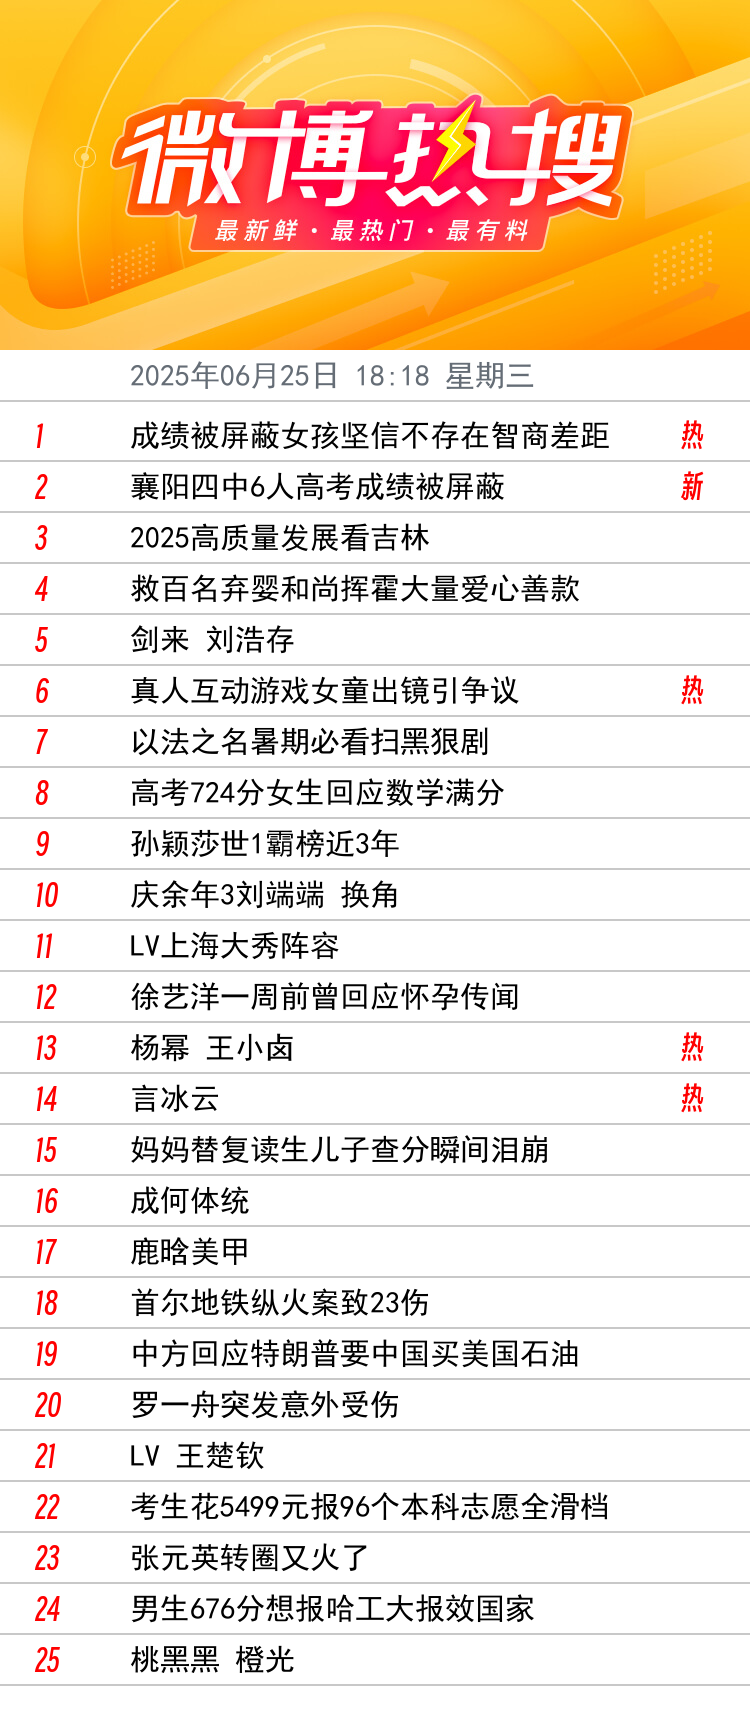 微博热搜
最新鲜·最热门·最有料
2025年06月25日 18:18 星期三
1 成绩被屏蔽女孩坚信不存在智商差距 热
2 襄阳四中6人高考成绩被屏蔽 新
3 2025高质量发展看吉林
4 救百名弃婴和尚挥霍大量爱心善款
5 剑来 刘浩存
6 真人互动游戏女童出镜引争议 热
7 以法之名暑期必看扫黑狠剧
8 高考724分女生回应数学满分
9 孙颖莎世1霸榜近3年
10 庆余年3刘端端 换角
11 LV上海大秀阵容
12 徐艺洋一周前曾回应怀孕传闻
13 杨幂 王小卤 热
14 言冰云 热
15 妈妈替复读生儿子查分瞬间泪崩
16 成何体统
17 鹿晗美甲
18 首尔地铁纵火案致23伤
19 中方回应特朗普要中国买美国石油
20 罗一舟突发意外受伤
21 LV 王楚钦
22 考生花5499元报96个本科志愿全滑档
23 张元英转圈又火了
24 男生676分想报哈工大报效国家
25 桃黑黑 橙光